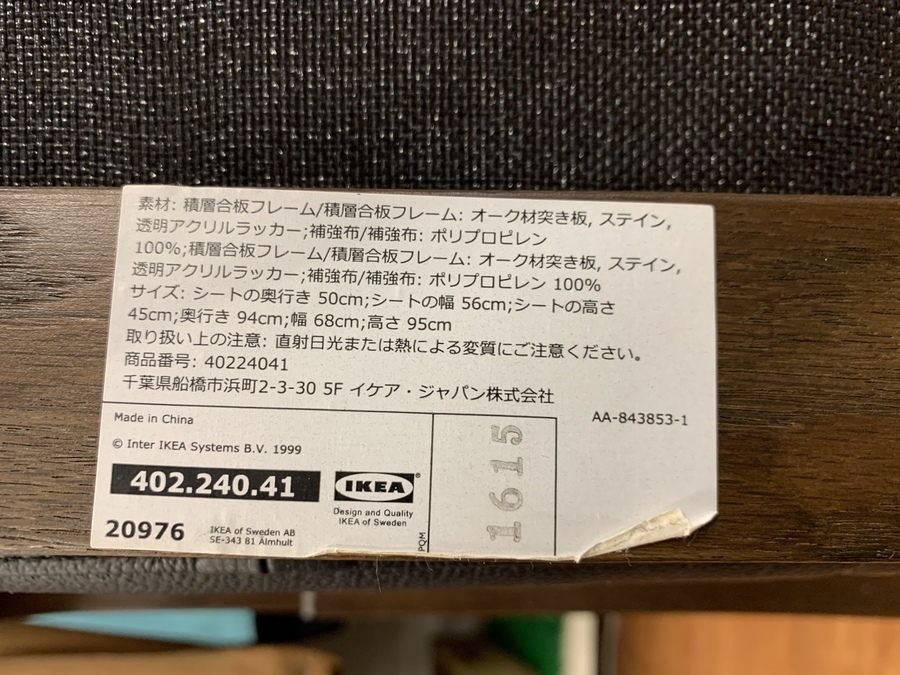 素材: 積層合板フレーム/積層合板フレーム: オーク材突き板, ステイン,
透明アクリルラッカー;補強布/補強布: ポリプロピレン
100%;積層合板フレーム/積層合板フレーム: オーク材突き板, ステイン,
透明アクリルラッカー;補強布/補強布: ポリプロピレン 100%
サイズ: シートの奥行き 50cm;シートの幅 56cm;シートの高さ
45cm;奥行き 94cm;幅 68cm;高さ 95cm
取り扱い上の注意: 直射日光または熱による変質にご注意ください。
商品番号: 40224041
千葉県船橋市浜町2-3-30 5F イケア・ジャパン株式会社
AA-843853-1
Made in China
© Inter IKEA Systems B.V. 1999
402.240.41
IKEA®
Design and Quality
IKEA of Sweden
20976
IKEA of Sweden AB
SE-343 81 Älmhult
PQM
1615